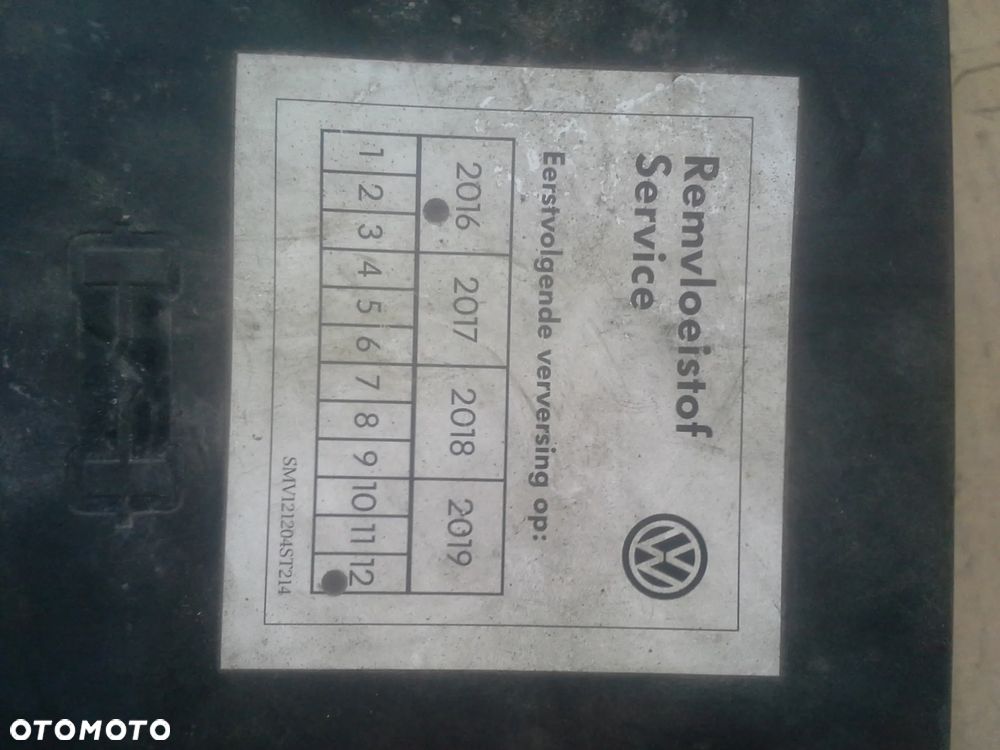 Remvloeistof
Service
Eerstvolgende verversing op:
2016 2017 2018 2019
1 2 3 4 5 6 7 8 9 10 11 12
SMV121204ST214
OTOMOTO